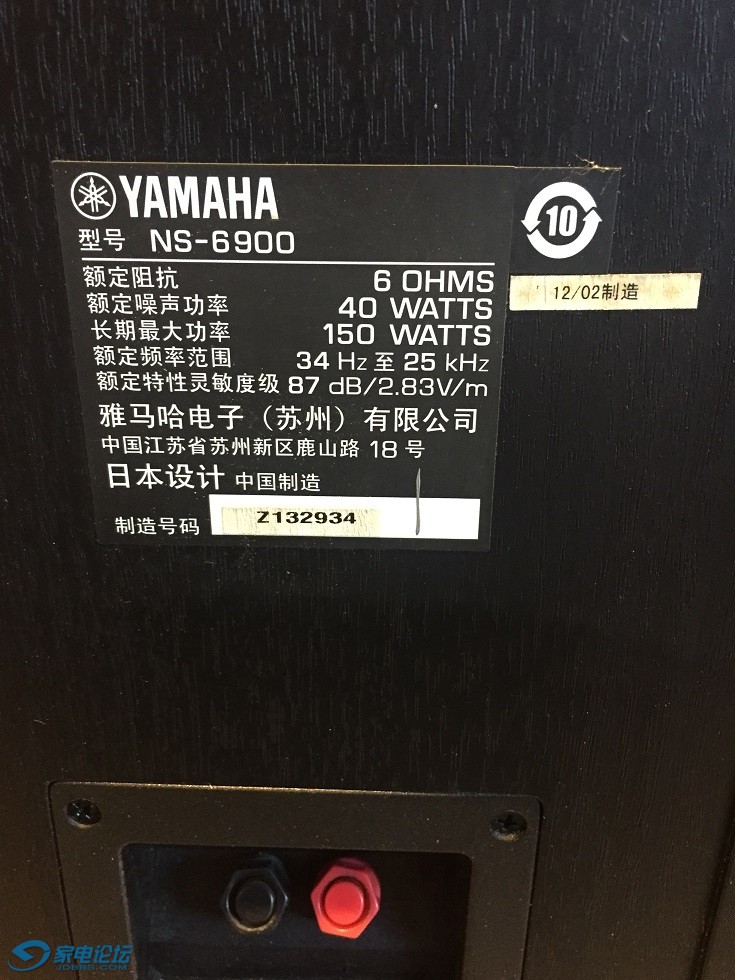 YAMAHA
型号 NS-6900
10
额定阻抗 6 OHMS
12/02制造
额定噪声功率 40 WATTS
长期最大功率 150 WATTS
额定频率范围 34 Hz 至 25 kHz
额定特性灵敏度级 87 dB/2.83V/m
雅马哈电子（苏州）有限公司
中国江苏省苏州新区鹿山路 18 号
日本设计 中国制造
制造号码 Z132934
家电论坛
JDBBS.COM